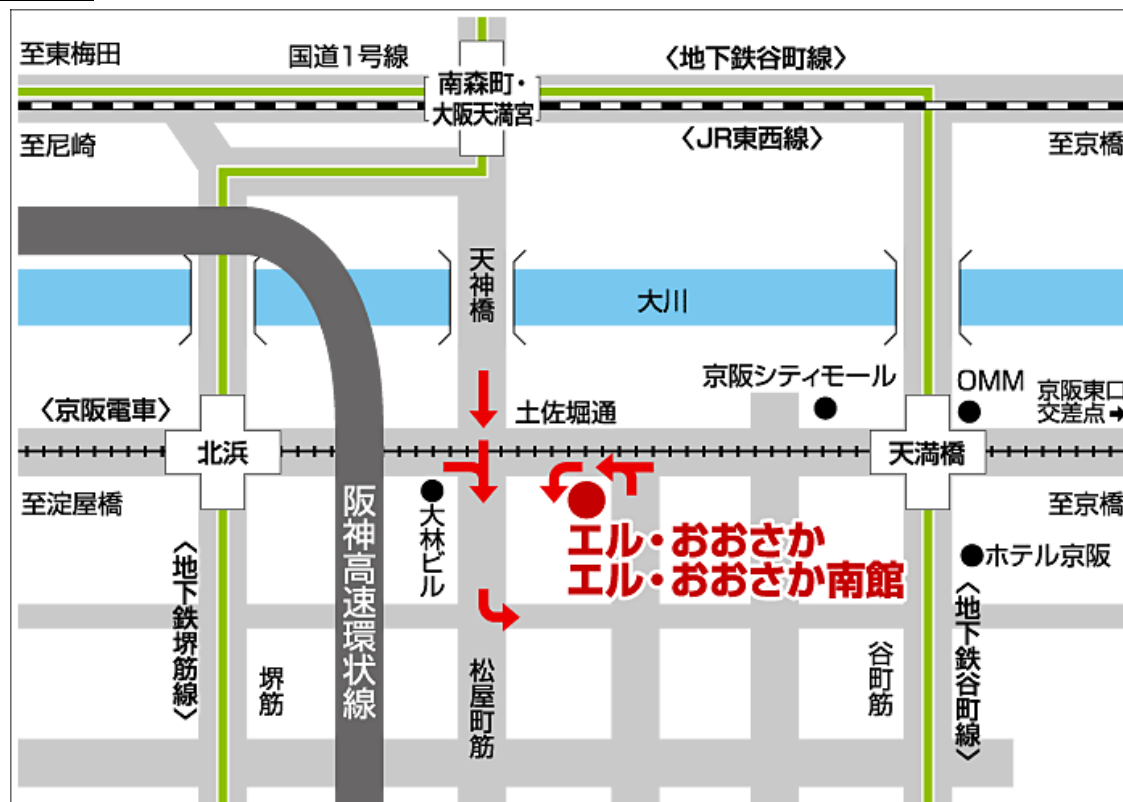 至東梅田
国道1号線
〈地下鉄谷町線〉
南森町・
大阪天満宮
至尼崎
〈JR東西線〉
至京橋
天神橋
大川
京阪シティモール
OMM
京阪東口
交差点➡
〈京阪電車〉
土佐堀通
北浜
天満橋
至淀屋橋
大林ビル
阪神高速環状線
エル・おおさか
エル・おおさか南館
至京橋
ホテル京阪
〈地下鉄堺筋線〉
堺筋
松屋町筋
谷町筋
〈地下鉄谷町線〉